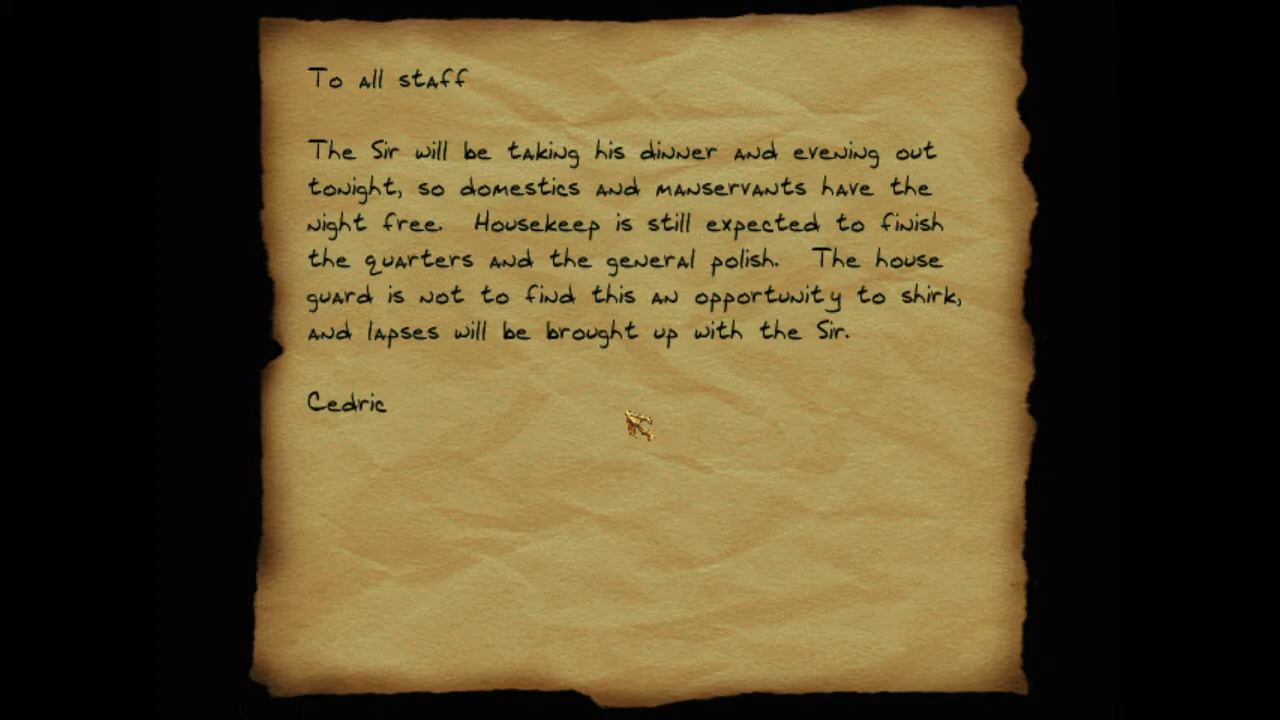 To all staff
The Sir will be taking his dinner and evening out
tonight, so domestics and manservants have the
night free.  Housekeep is still expected to finish
the quarters and the general polish.  The house
guard is not to find this an opportunity to shirk,
and lapses will be brought up with the Sir.
Cedric